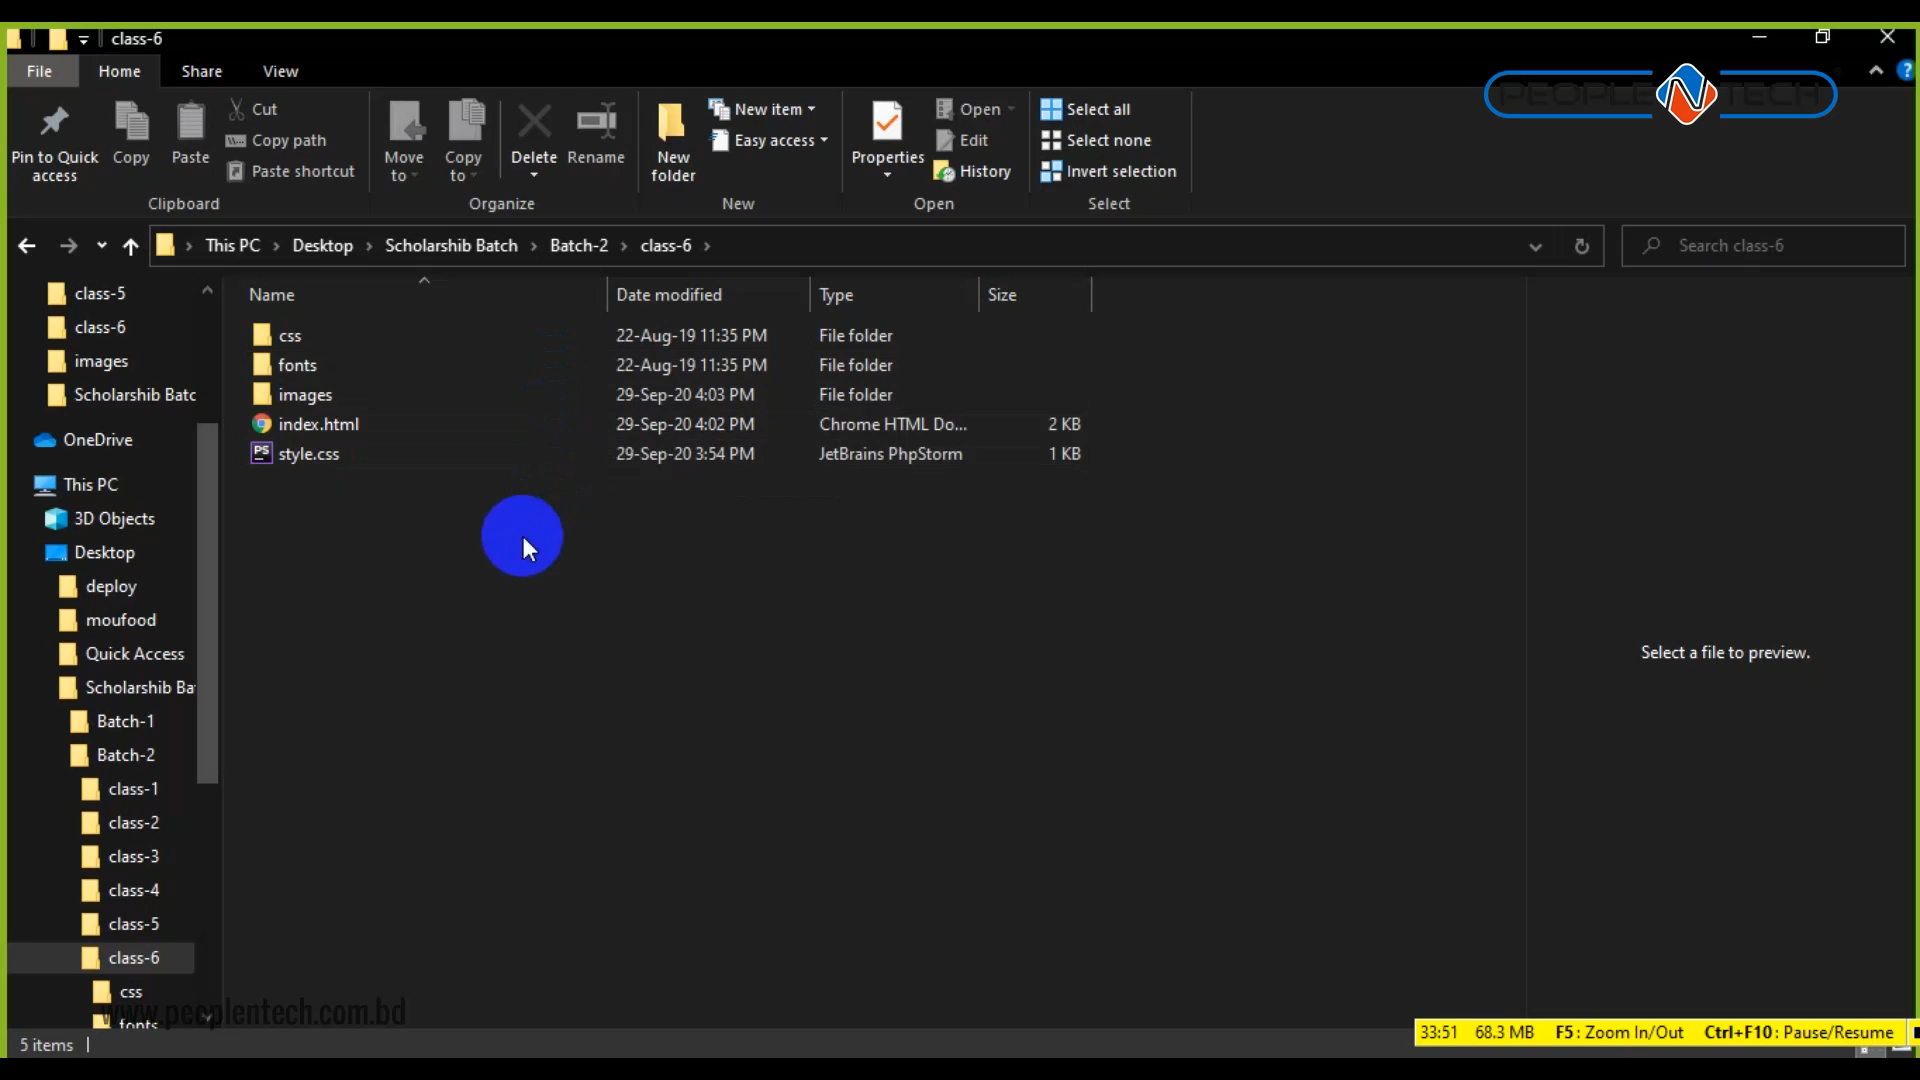 class-6
File Home Share View
PEOPLE N TECH
Pin to Quick access
Copy
Paste
Cut
Copy path
Paste shortcut
Clipboard
Move to
Copy to
Delete
Rename
Organize
New folder
New item
Easy access
New
Properties
Open
Edit
History
Open
Select all
Select none
Invert selection
Select
This PC › Desktop › Scholarshib Batch › Batch-2 › class-6 ›
Search class-6
Name Date modified Type Size
css 22-Aug-19 11:35 PM File folder
fonts 22-Aug-19 11:35 PM File folder
images 29-Sep-20 4:03 PM File folder
index.html 29-Sep-20 4:02 PM Chrome HTML Do... 2 KB
PS style.css 29-Sep-20 3:54 PM JetBrains PhpStorm 1 KB
class-5
class-6
images
Scholarshib Batc
OneDrive
This PC
3D Objects
Desktop
deploy
moufood
Quick Access
Scholarshib Ba
Batch-1
Batch-2
class-1
class-2
class-3
class-4
class-5
class-6
css
fonts
Select a file to preview.
www.peoplentech.com.bd
5 items
33:51 68.3 MB F5: Zoom In/Out Ctrl+F10: Pause/Resume